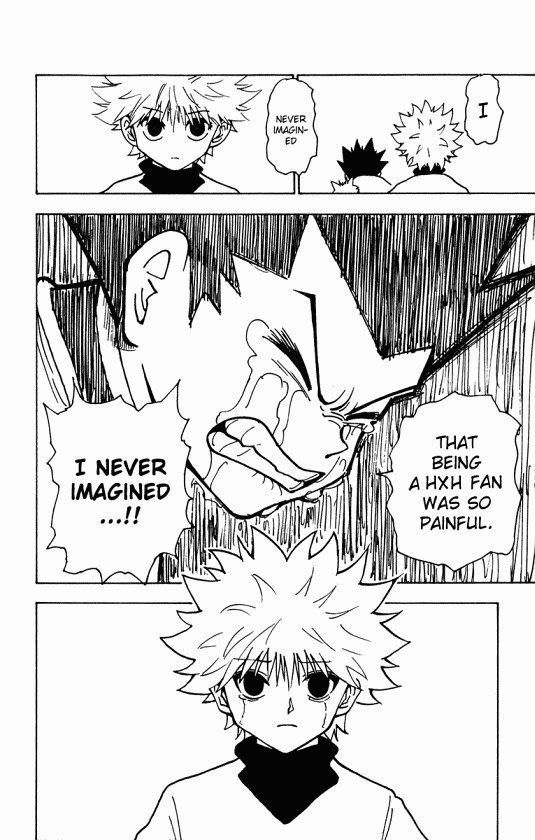 I
NEVER
IMAGIN-
ED
THAT
BEING
A HXH FAN
WAS SO
PAINFUL.
I NEVER
IMAGINED
...!!